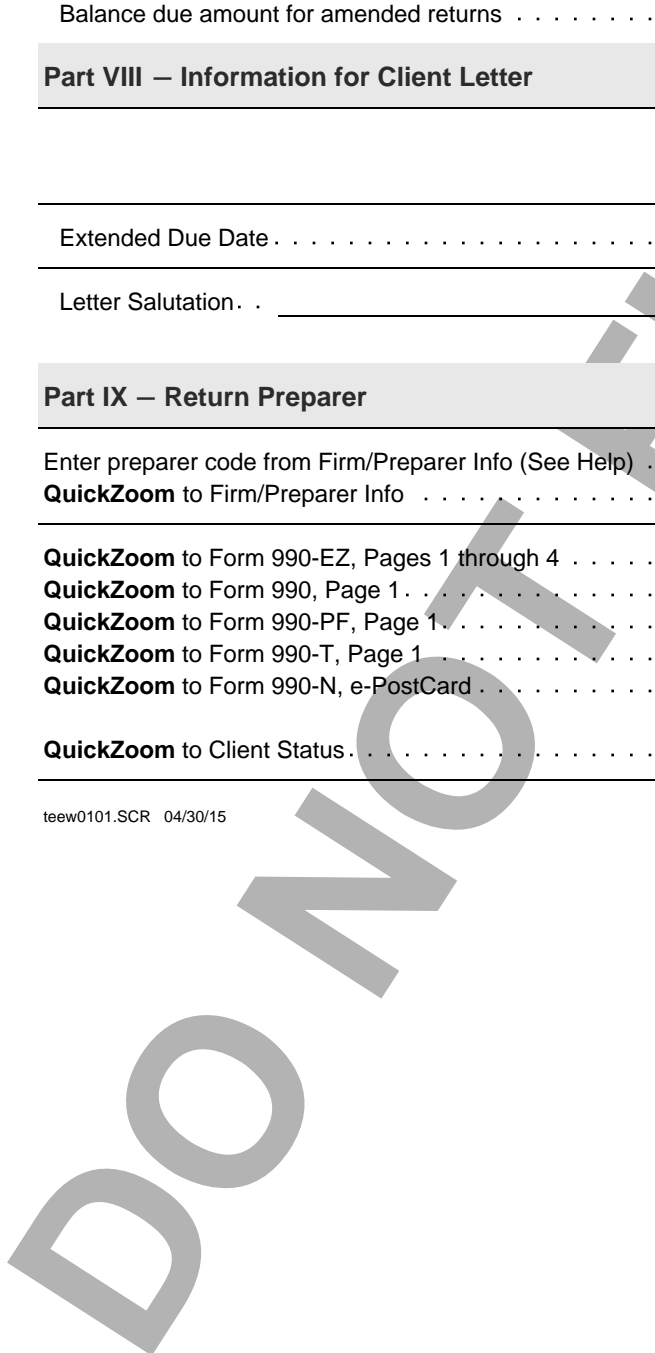 Balance due amount for amended returns . . . . . . . .
Part VIII – Information for Client Letter
Extended Due Date . . . . . . . . . . . . . . . . . . . . .
Letter Salutation . .
Part IX – Return Preparer
Enter preparer code from Firm/Preparer Info (See Help) .
QuickZoom to Firm/Preparer Info . . . . . . . . . . . . .
QuickZoom to Form 990-EZ, Pages 1 through 4 . . . . .
QuickZoom to Form 990, Page 1 . . . . . . . . . . . . . .
QuickZoom to Form 990-PF, Page 1 . . . . . . . . . . . .
QuickZoom to Form 990-T, Page 1 . . . . . . . . . . . .
QuickZoom to Form 990-N, e-PostCard . . . . . . . . . .
QuickZoom to Client Status . . . . . . . . . . . . . . . . .
teew0101.SCR 04/30/15
DO NOT